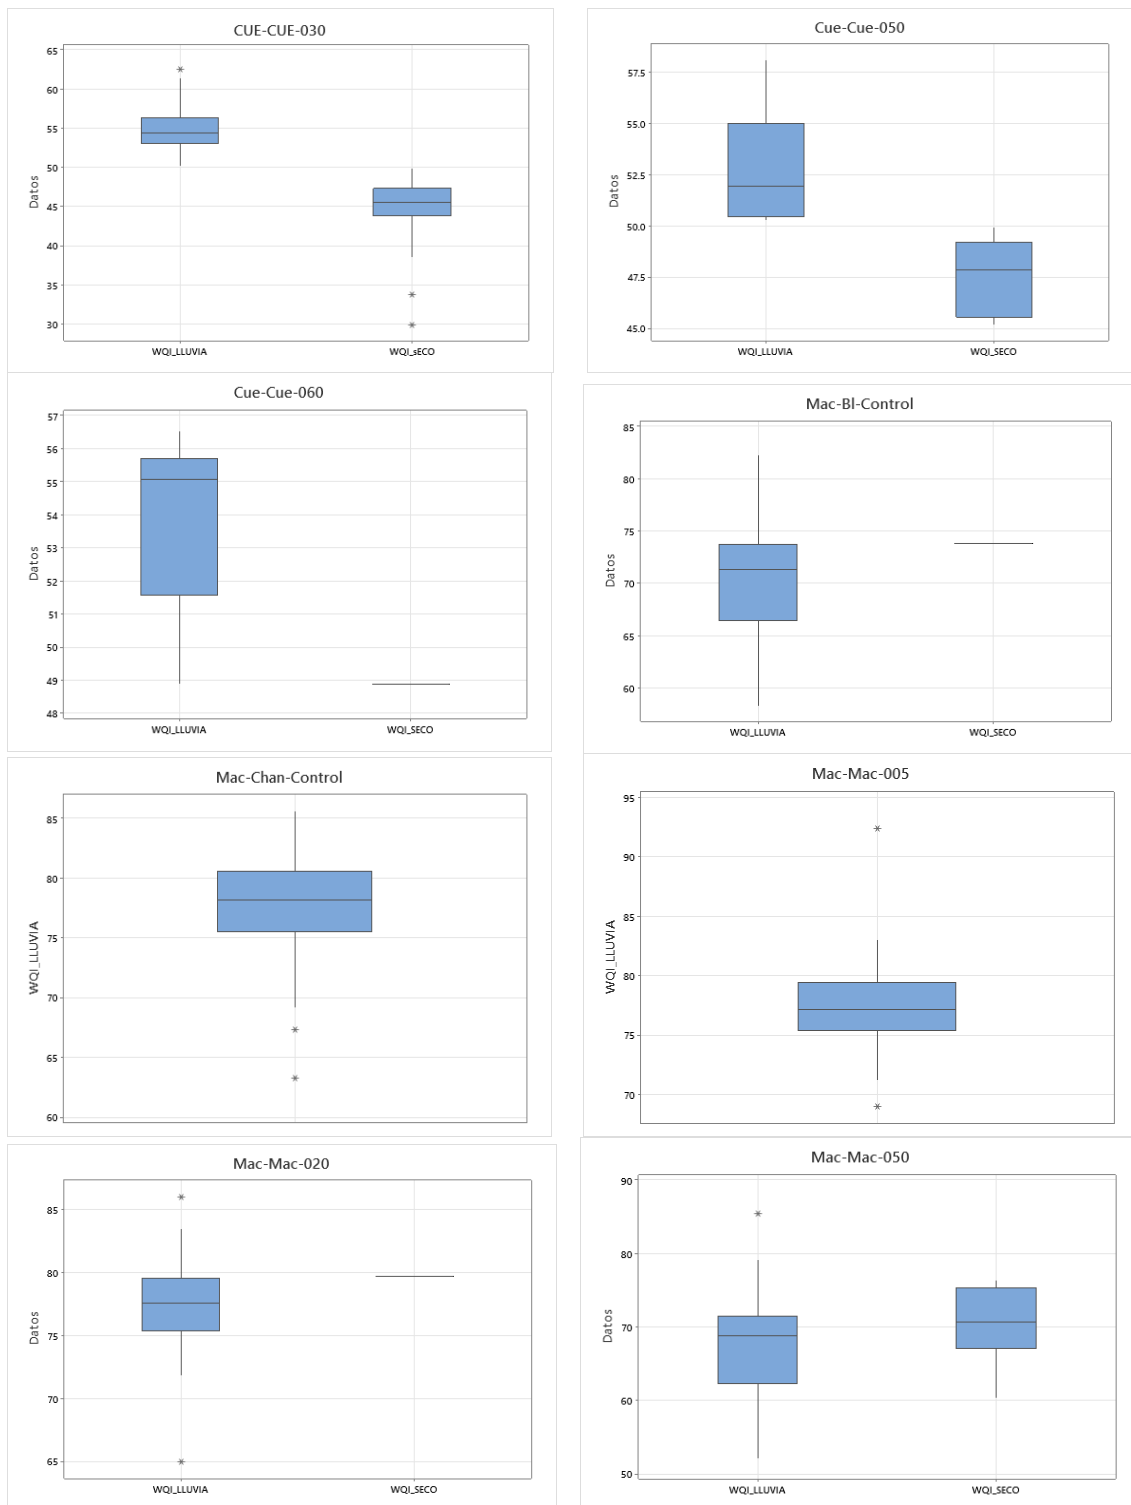 CUE-CUE-030
65
60
55
50
45
40
35
30
Datos
WQI_LLUVIA
WQI_sECO
Cue-Cue-050
57.5
55.0
52.5
50.0
47.5
45.0
Datos
WQI_LLUVIA
WQI_SECO
Cue-Cue-060
57
56
55
54
53
52
51
50
49
48
Datos
WQI_LLUVIA
WQI_SECO
Mac-Bl-Control
85
80
75
70
65
60
Datos
WQI_LLUVIA
WQI_SECO
Mac-Chan-Control
85
80
75
70
65
60
WQI_LLUVIA
Mac-Mac-005
95
90
85
80
75
70
WQI_LLUVIA
Mac-Mac-020
85
80
75
70
65
Datos
WQI_LLUVIA
WQI_SECO
Mac-Mac-050
90
80
70
60
50
Datos
WQI_LLUVIA
WQI_SECO